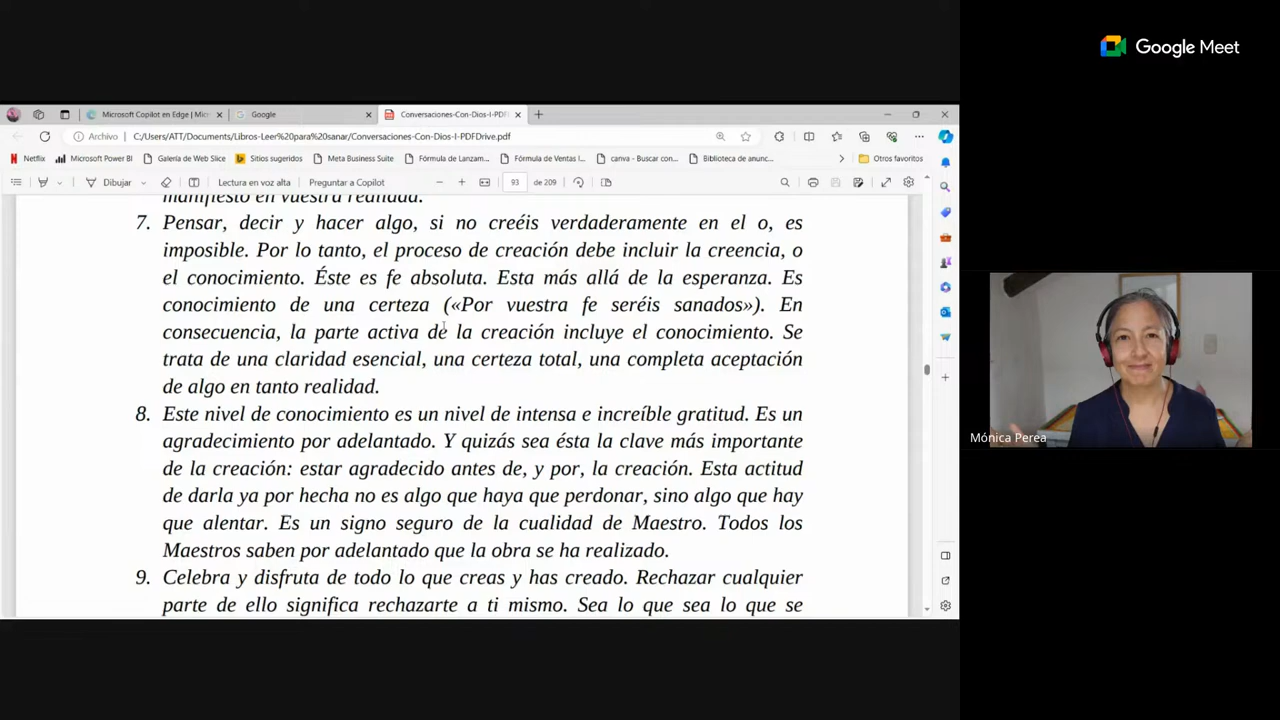 Google Meet
Microsoft Copilot en Edge | Micr
Google
Conversaciones-Con-Dios-I-PDFD
Archivo
C:/Users/ATT/Documents/Libros-Leer%20para%20sanar/Conversaciones-Con-Dios-I-PDFDrive.pdf
Netflix
Microsoft Power BI
Galería de Web Slice
Sitios sugeridos
Meta Business Suite
Fórmula de Lanzam...
Fórmula de Ventas I...
canva - Buscar con...
Biblioteca de anunc...
Otros favoritos
Dibujar
Lectura en voz alta
Preguntar a Copilot
93 de 209
manifiesto en vuestra realidad.
7. Pensar, decir y hacer algo, si no creéis verdaderamente en el o, es
imposible. Por lo tanto, el proceso de creación debe incluir la creencia, o
el conocimiento. Éste es fe absoluta. Esta más allá de la esperanza. Es
conocimiento de una certeza («Por vuestra fe seréis sanados»). En
consecuencia, la parte activa de la creación incluye el conocimiento. Se
trata de una claridad esencial, una certeza total, una completa aceptación
de algo en tanto realidad.
8. Este nivel de conocimiento es un nivel de intensa e increíble gratitud. Es un
agradecimiento por adelantado. Y quizás sea ésta la clave más importante
de la creación: estar agradecido antes de, y por, la creación. Esta actitud
de darla ya por hecha no es algo que haya que perdonar, sino algo que hay
que alentar. Es un signo seguro de la cualidad de Maestro. Todos los
Maestros saben por adelantado que la obra se ha realizado.
9. Celebra y disfruta de todo lo que creas y has creado. Rechazar cualquier
parte de ello significa rechazarte a ti mismo. Sea lo que sea lo que se
Mónica Perea